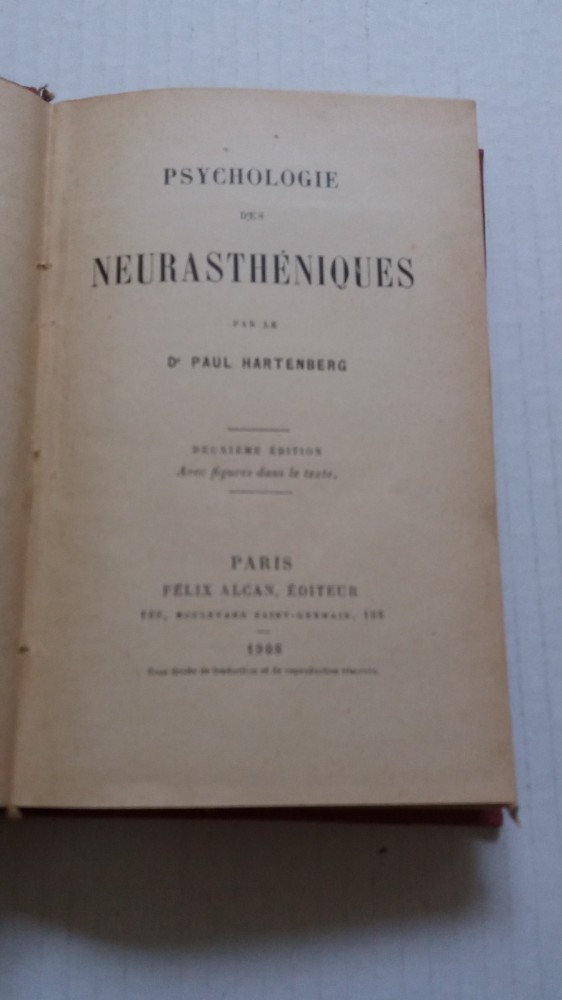 PSYCHOLOGIE
DES
NEURASTHÉNIQUES
PAR LE
Dr PAUL HARTENBERG
DEUXIÈME ÉDITION
Avec figures dans le texte.
PARIS
FÉLIX ALCAN, ÉDITEUR
108, BOULEVARD SAINT-GERMAIN, 108
1908
Tous droits de traduction et de reproduction réservés.